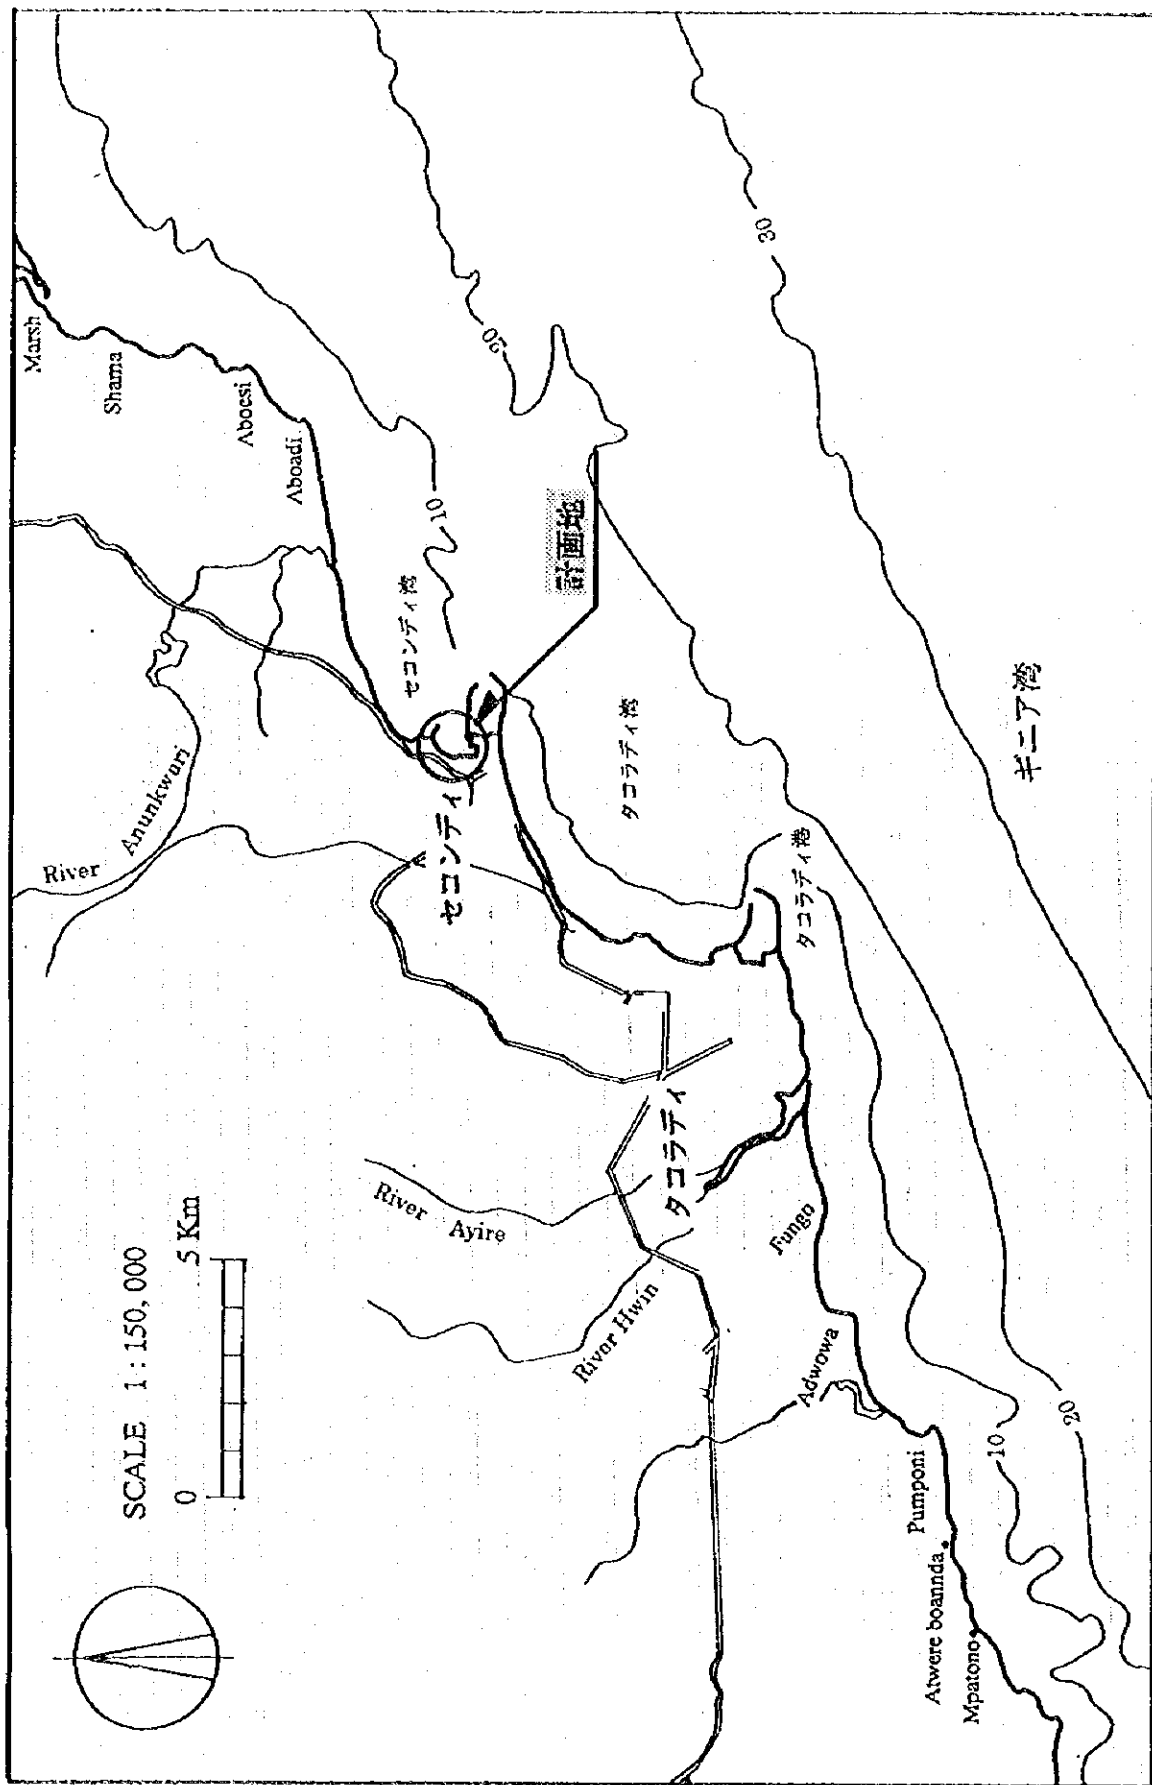 SCALE 1:150,000
0
5 Km
Marsh
Shama
Aboesi
Aboadi
River Anunkwuri
River Ayire
River Hwin
セコンディ
タコラディ
セコンディ湾
タコラディ湾
タコラディ港
ギニア湾
計画地
Fungo
Adwowa
Pumponi
Atwere boannda
Mpatono
10
20
30
10
20